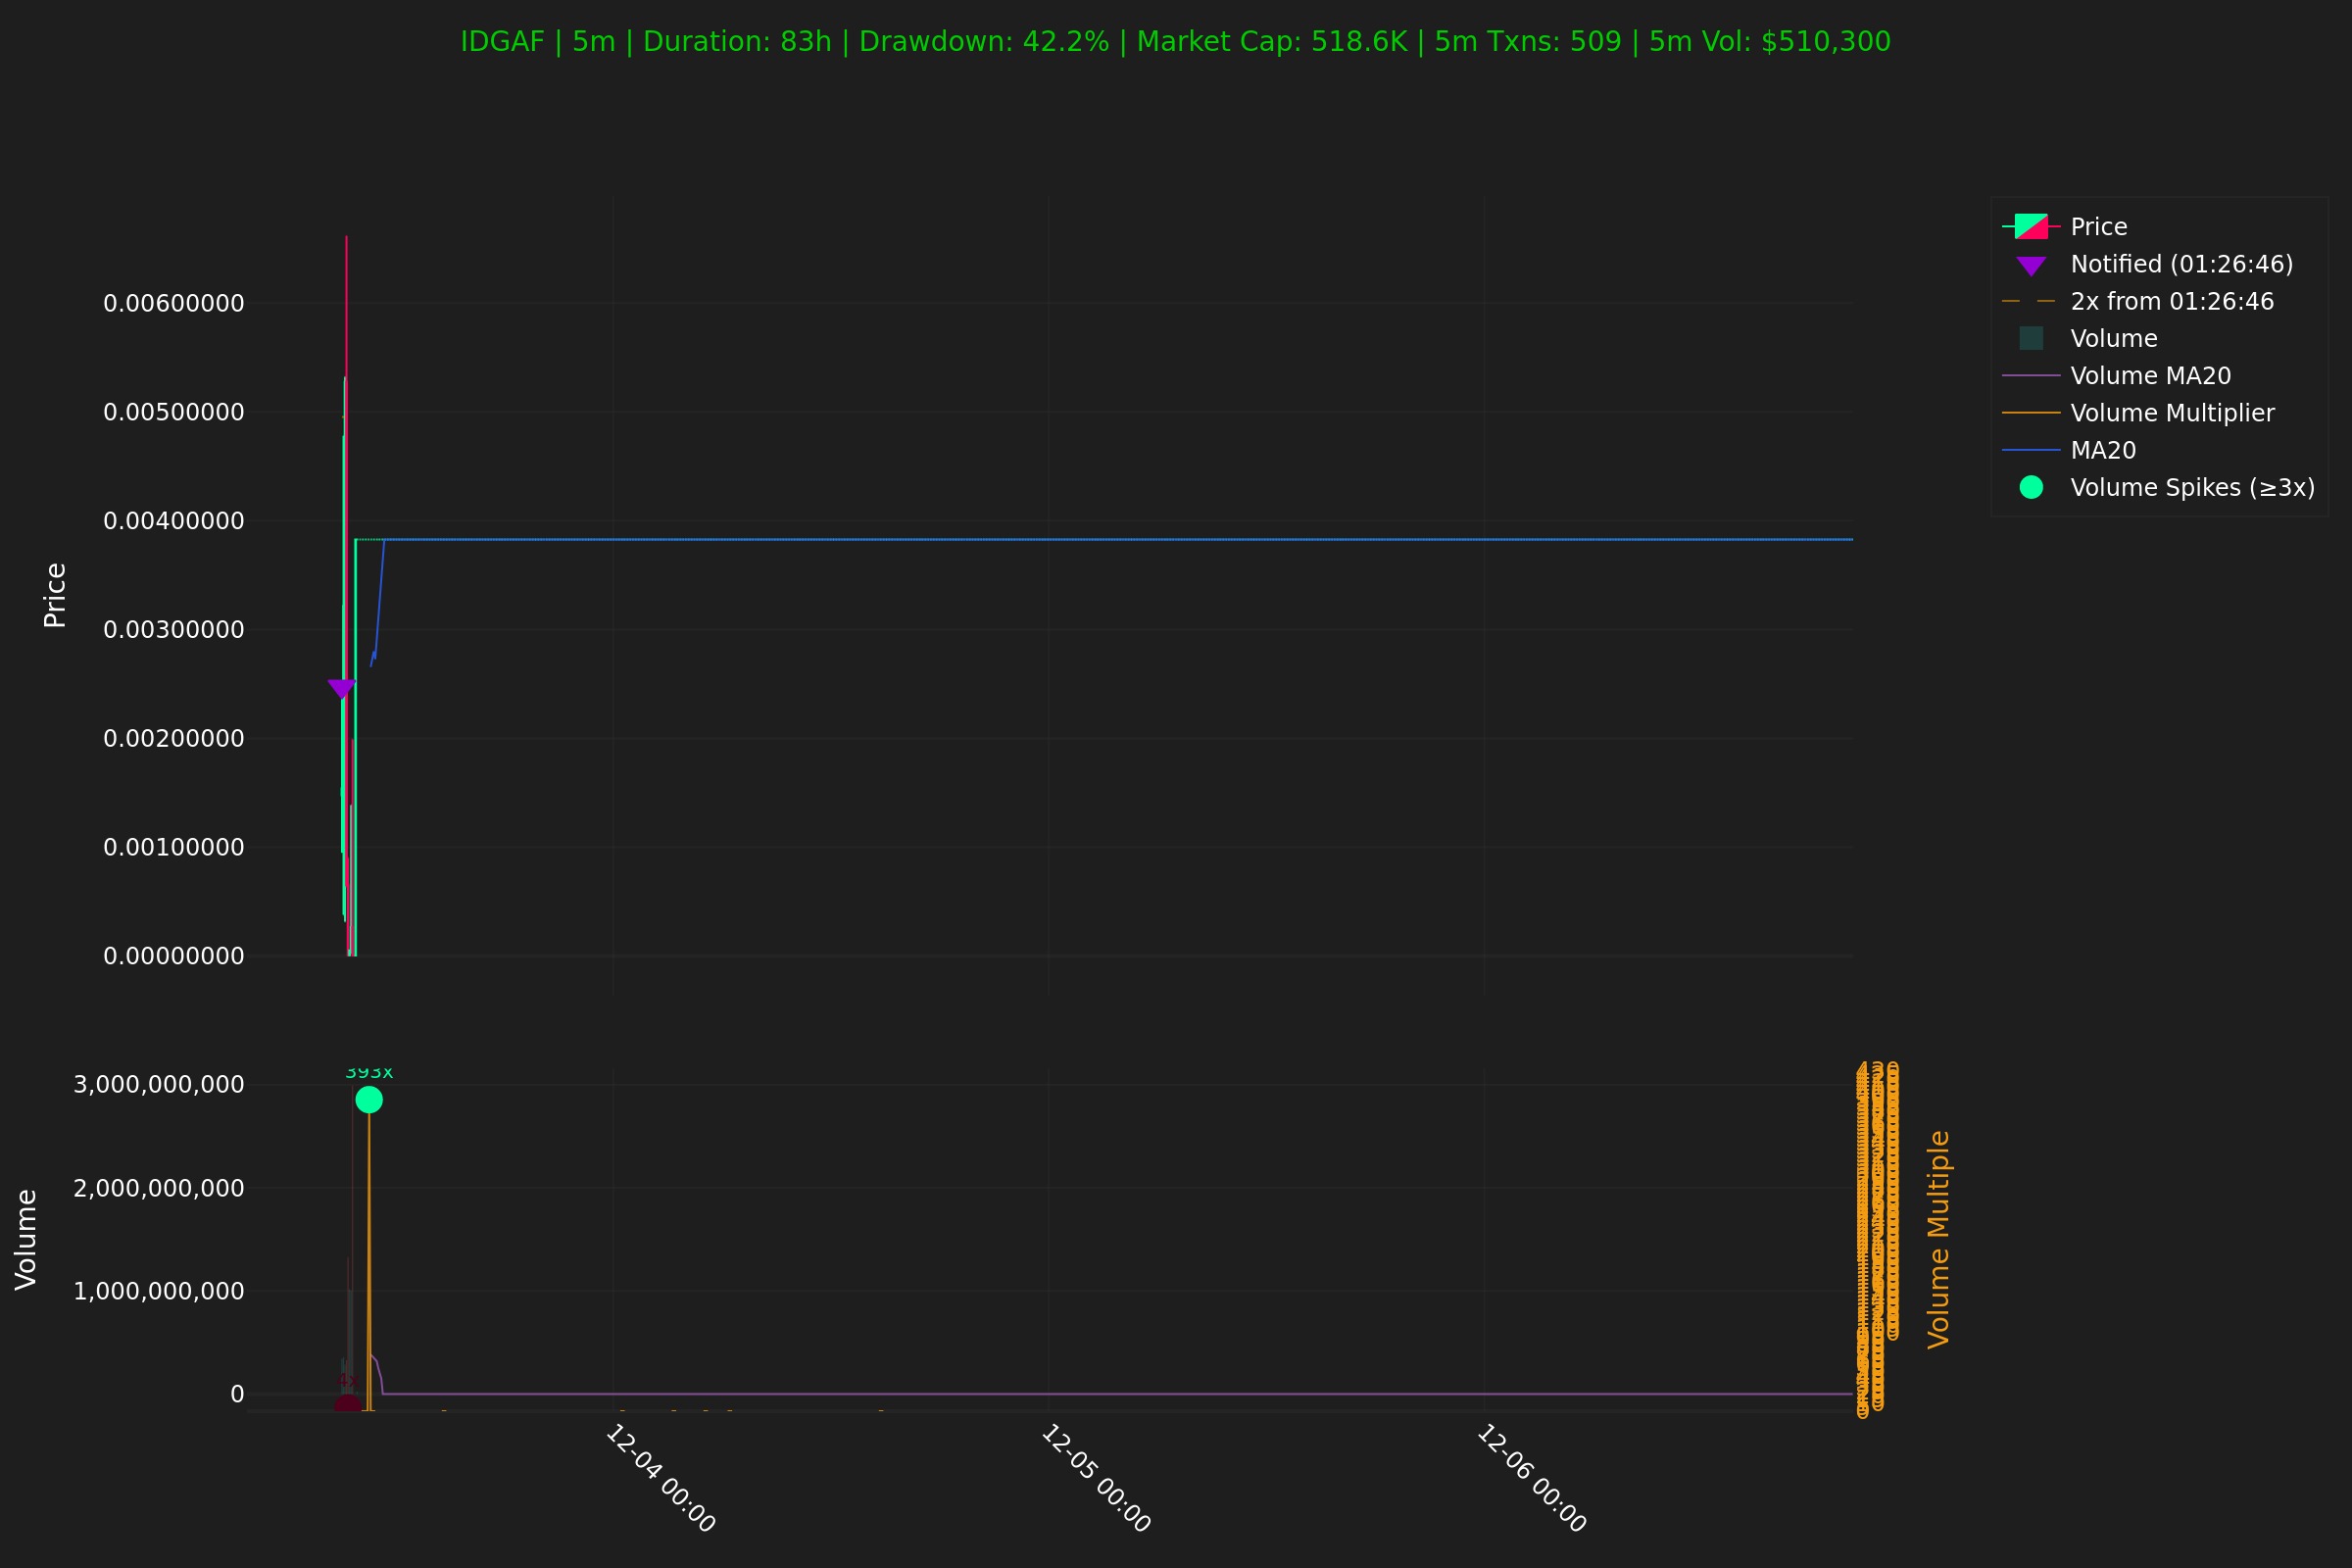 IDGAF | 5m | Duration: 83h | Drawdown: 42.2% | Market Cap: 518.6K | 5m Txns: 509 | 5m Vol: $510,300
Price
0.00600000
0.00500000
0.00400000
0.00300000
0.00200000
0.00100000
0.00000000
Price
Notified (01:26:46)
2x from 01:26:46
Volume
Volume MA20
Volume Multiplier
MA20
Volume Spikes (≥3x)
Volume
3,000,000,000
2,000,000,000
1,000,000,000
0
393x
4x
Volume Multiple
12-04 00:00
12-05 00:00
12-06 00:00